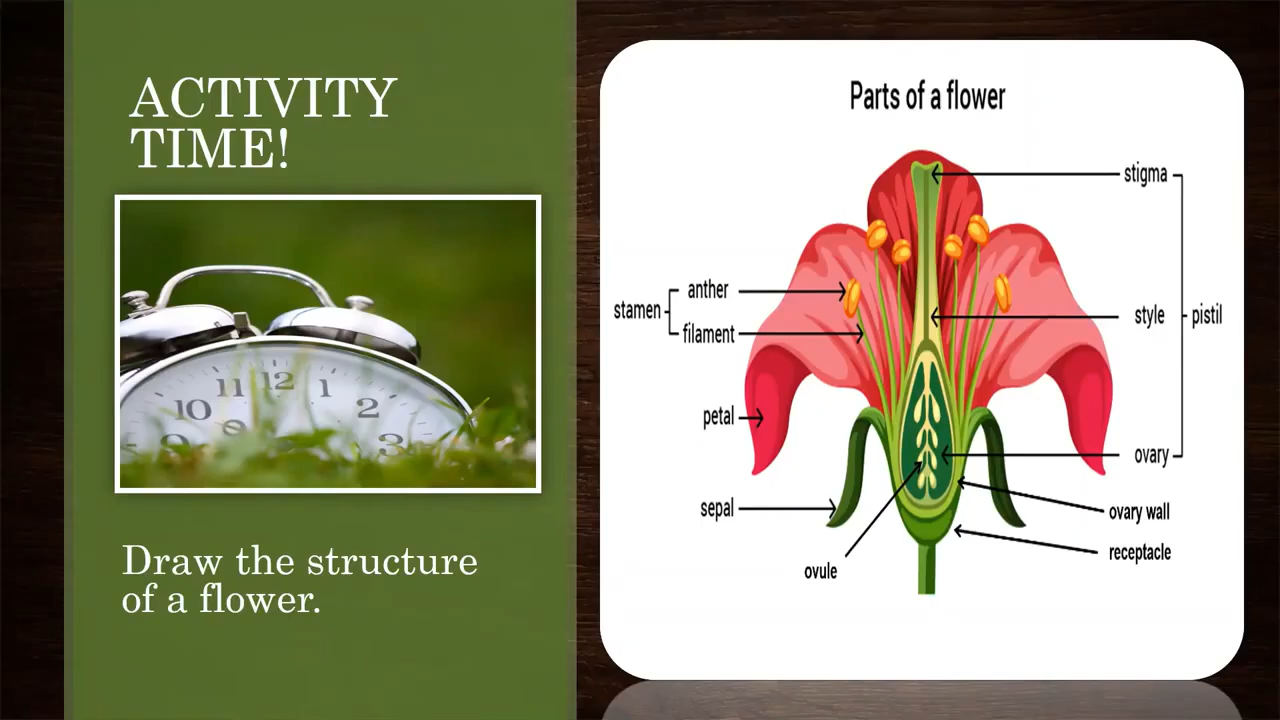 ACTIVITY
TIME!
11 12 1
10 2
9 3
Draw the structure
of a flower.
Parts of a flower
stigma
anther
stamen
filament
style
pistil
petal
ovary
sepal
ovary wall
receptacle
ovule